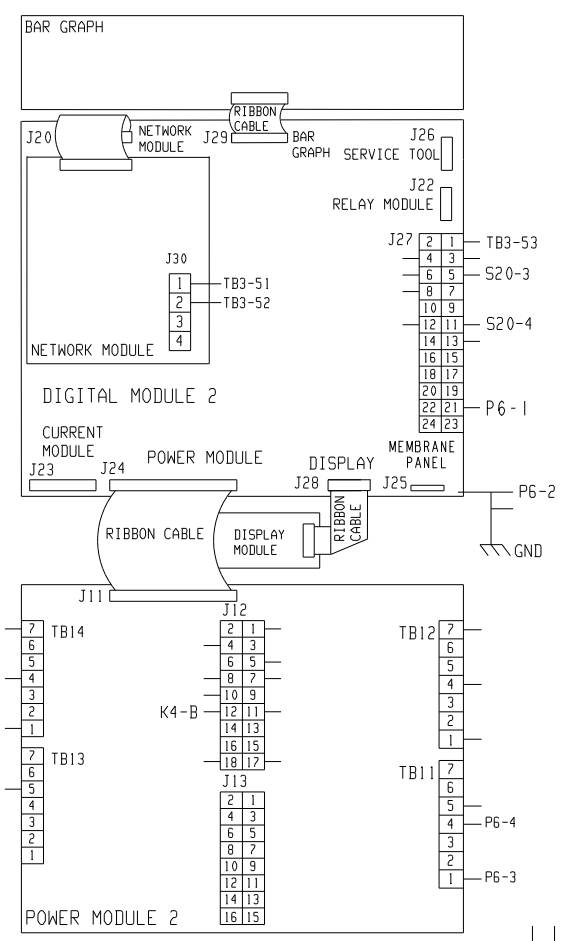 BAR GRAPH
RIBBON
CABLE
J20
NETWORK
MODULE
J29
BAR
GRAPH
J26
SERVICE TOOL
J22
RELAY MODULE
J27
2 1 TB3-53
4 3
6 5 S20-3
8 7
10 9
12 11 S20-4
14 13
16 15
18 17
20 19
22 21 P6-1
24 23
J30
1 TB3-51
2 TB3-52
3
4
NETWORK MODULE
DIGITAL MODULE 2
CURRENT
MODULE
J23
J24
POWER MODULE
DISPLAY
J28
MEMBRANE
PANEL
J25
P6-2
GND
RIBBON CABLE
DISPLAY
MODULE
RIBBON
CABLE
J11
TB14
7
6
5
4
3
2
1
TB13
7
6
5
4
3
2
1
J12
2 1
4 3
6 5
8 7
10 9
K4-B 12 11
14 13
16 15
18 17
J13
2 1
4 3
6 5
8 7
10 9
12 11
14 13
16 15
TB12
7
6
5
4
3
2
1
TB11
7
6
5
4 P6-4
3
2
1 P6-3
POWER MODULE 2